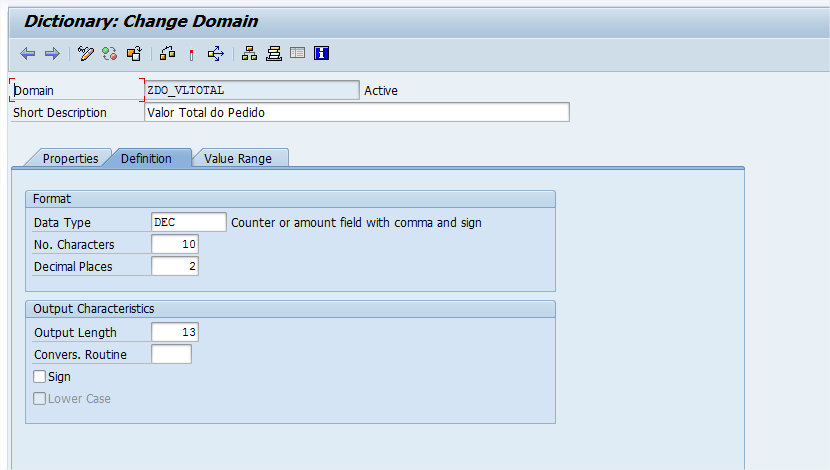 Dictionary: Change Domain
Domain ZDO_VLTOTAL Active
Short Description Valor Total do Pedido
Properties Definition Value Range
Format
Data Type DEC Counter or amount field with comma and sign
No. Characters 10
Decimal Places 2
Output Characteristics
Output Length 13
Convers. Routine
Sign
Lower Case